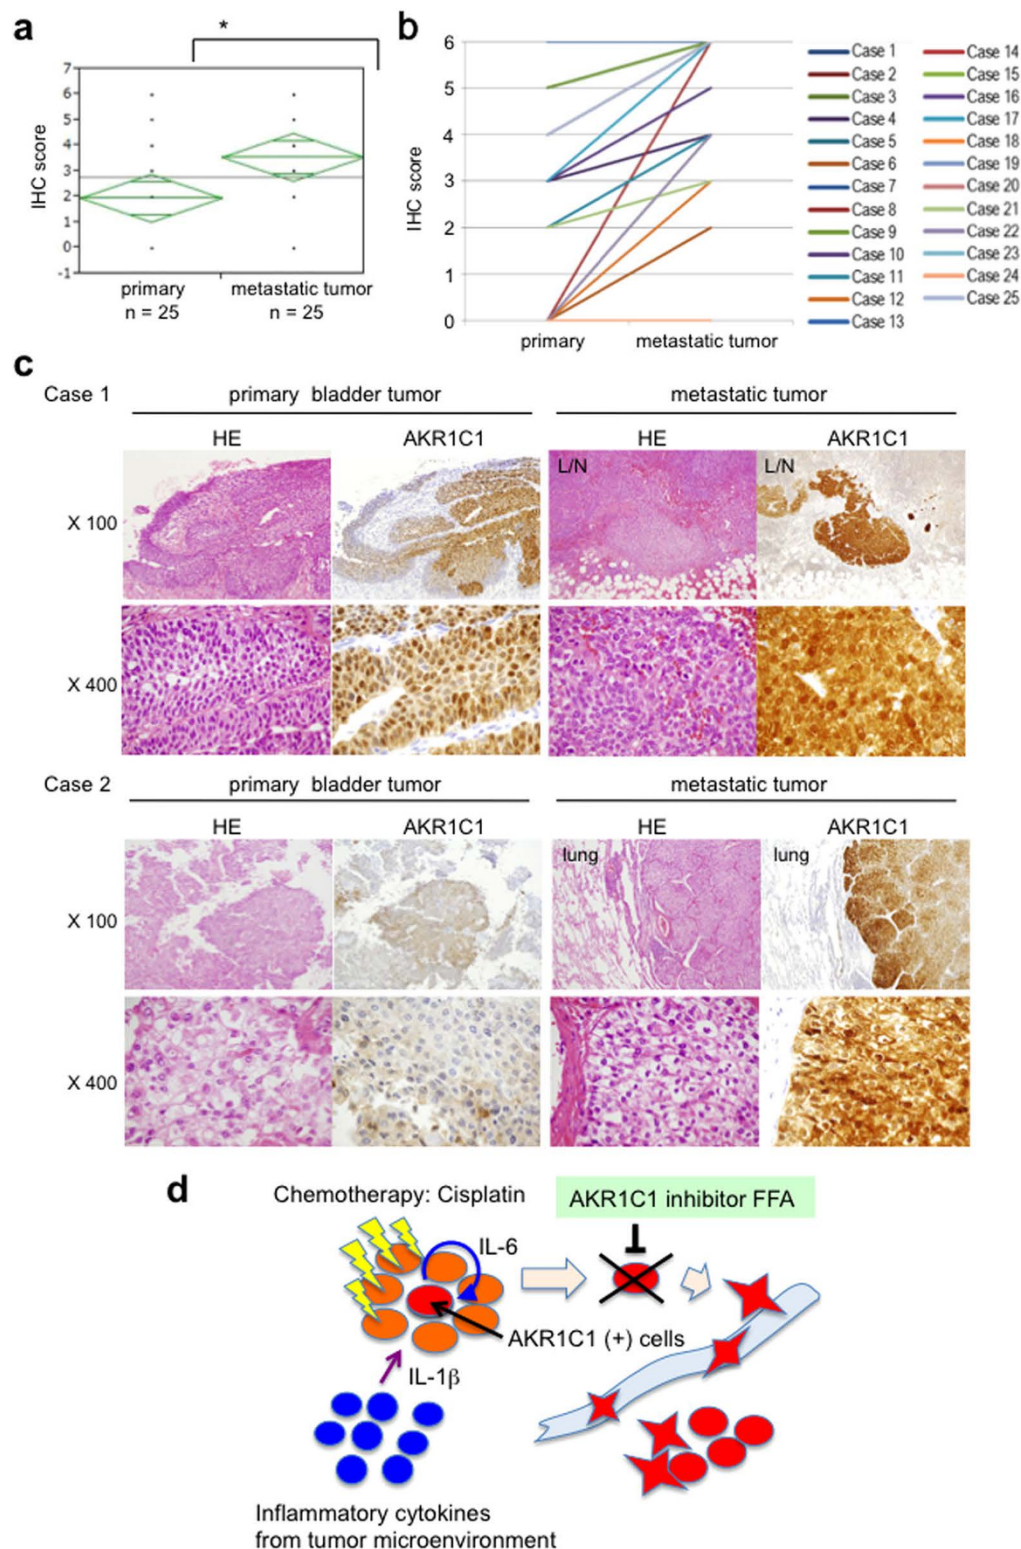 a
*
IHC score
7
6
5
4
3
2
1
0
-1
primary
n = 25
metastatic tumor
n = 25
b
IHC score
6
5
4
3
2
1
0
primary
metastatic tumor
Case 1
Case 2
Case 3
Case 4
Case 5
Case 6
Case 7
Case 8
Case 9
Case 10
Case 11
Case 12
Case 13
Case 14
Case 15
Case 16
Case 17
Case 18
Case 19
Case 20
Case 21
Case 22
Case 23
Case 24
Case 25
c
Case 1
primary bladder tumor
metastatic tumor
HE
AKR1C1
HE
AKR1C1
X 100
L/N
L/N
X 400
Case 2
primary bladder tumor
metastatic tumor
HE
AKR1C1
HE
AKR1C1
X 100
lung
lung
X 400
d
Chemotherapy: Cisplatin
AKR1C1 inhibitor FFA
IL-6
AKR1C1 (+) cells
IL-1β
Inflammatory cytokines
from tumor microenvironment